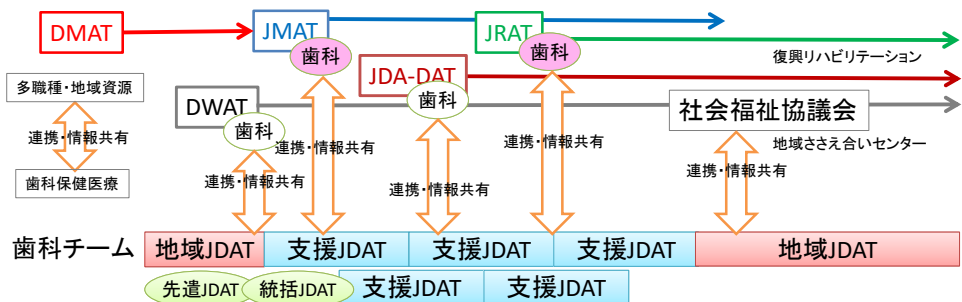 DMAT
JMAT
歯科
JRAT
歯科
復興リハビリテーション
JDA-DAT
歯科
多職種・地域資源
連携・情報共有
歯科保健医療
DWAT
歯科
社会福祉協議会
地域ささえ合いセンター
連携・情報共有
連携・情報共有
連携・情報共有
連携・情報共有
連携・情報共有
歯科チーム
地域JDAT
支援JDAT
支援JDAT
支援JDAT
地域JDAT
先遣JDAT
統括JDAT
支援JDAT
支援JDAT